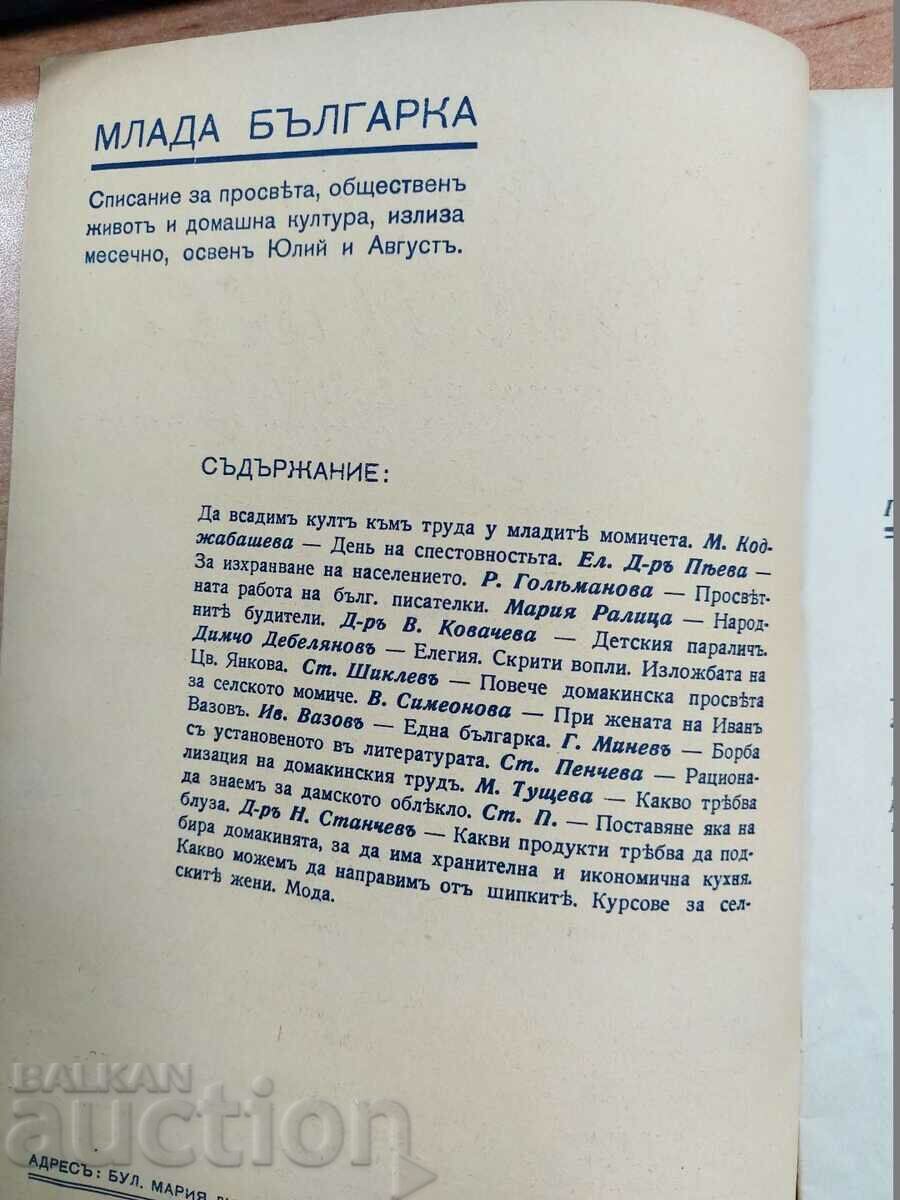 МЛАДА БЪЛГАРКА
Списание за просвѣта, общественъ
животъ и домашна култура, излиза
месечно, освенъ Юлий и Августъ.
СЪДЪРЖАНИЕ:
Да всадимъ култъ къмъ труда у младитѣ момичета. М. Код-
жабашева — День на спестовностьта. Ел. Д-ръ Пѣева —
За изхранване на населението. Р. Голѣманова — Просвѣт-
ната работа на бълг. писателки. Мария Ралица — Народ-
нитѣ будители. Д-ръ В. Ковачева — Детския параличъ.
Димчо Дебеляновъ — Елегия. Скрити вопли. Изложбата на
Цв. Янкова. Ст. Шиклевъ — Повече домакинска просвѣта
за селското момиче. В. Симеонова — При жената на Иванъ
Вазовъ. Ив. Вазовъ — Една българка. Г. Миневъ — Борба
съ установеното въ литературата. Ст. Пенчева — Рациона-
лизация на домакинския трудъ. М. Тущева — Какво трѣбва
да знаемъ за дамското облѣкло. Ст. П. — Поставяне яка на
блуза. Д-ръ Н. Станчевъ — Какви продукти трѣбва да под-
бира домакинята, за да има хранителна и икономична кухня.
Какво можемъ да направимъ отъ шипкитѣ. Курсове за сел-
скитѣ жени. Мода.
АДРЕСЪ: БУЛ. МАРИЯ
BALKAN
auction